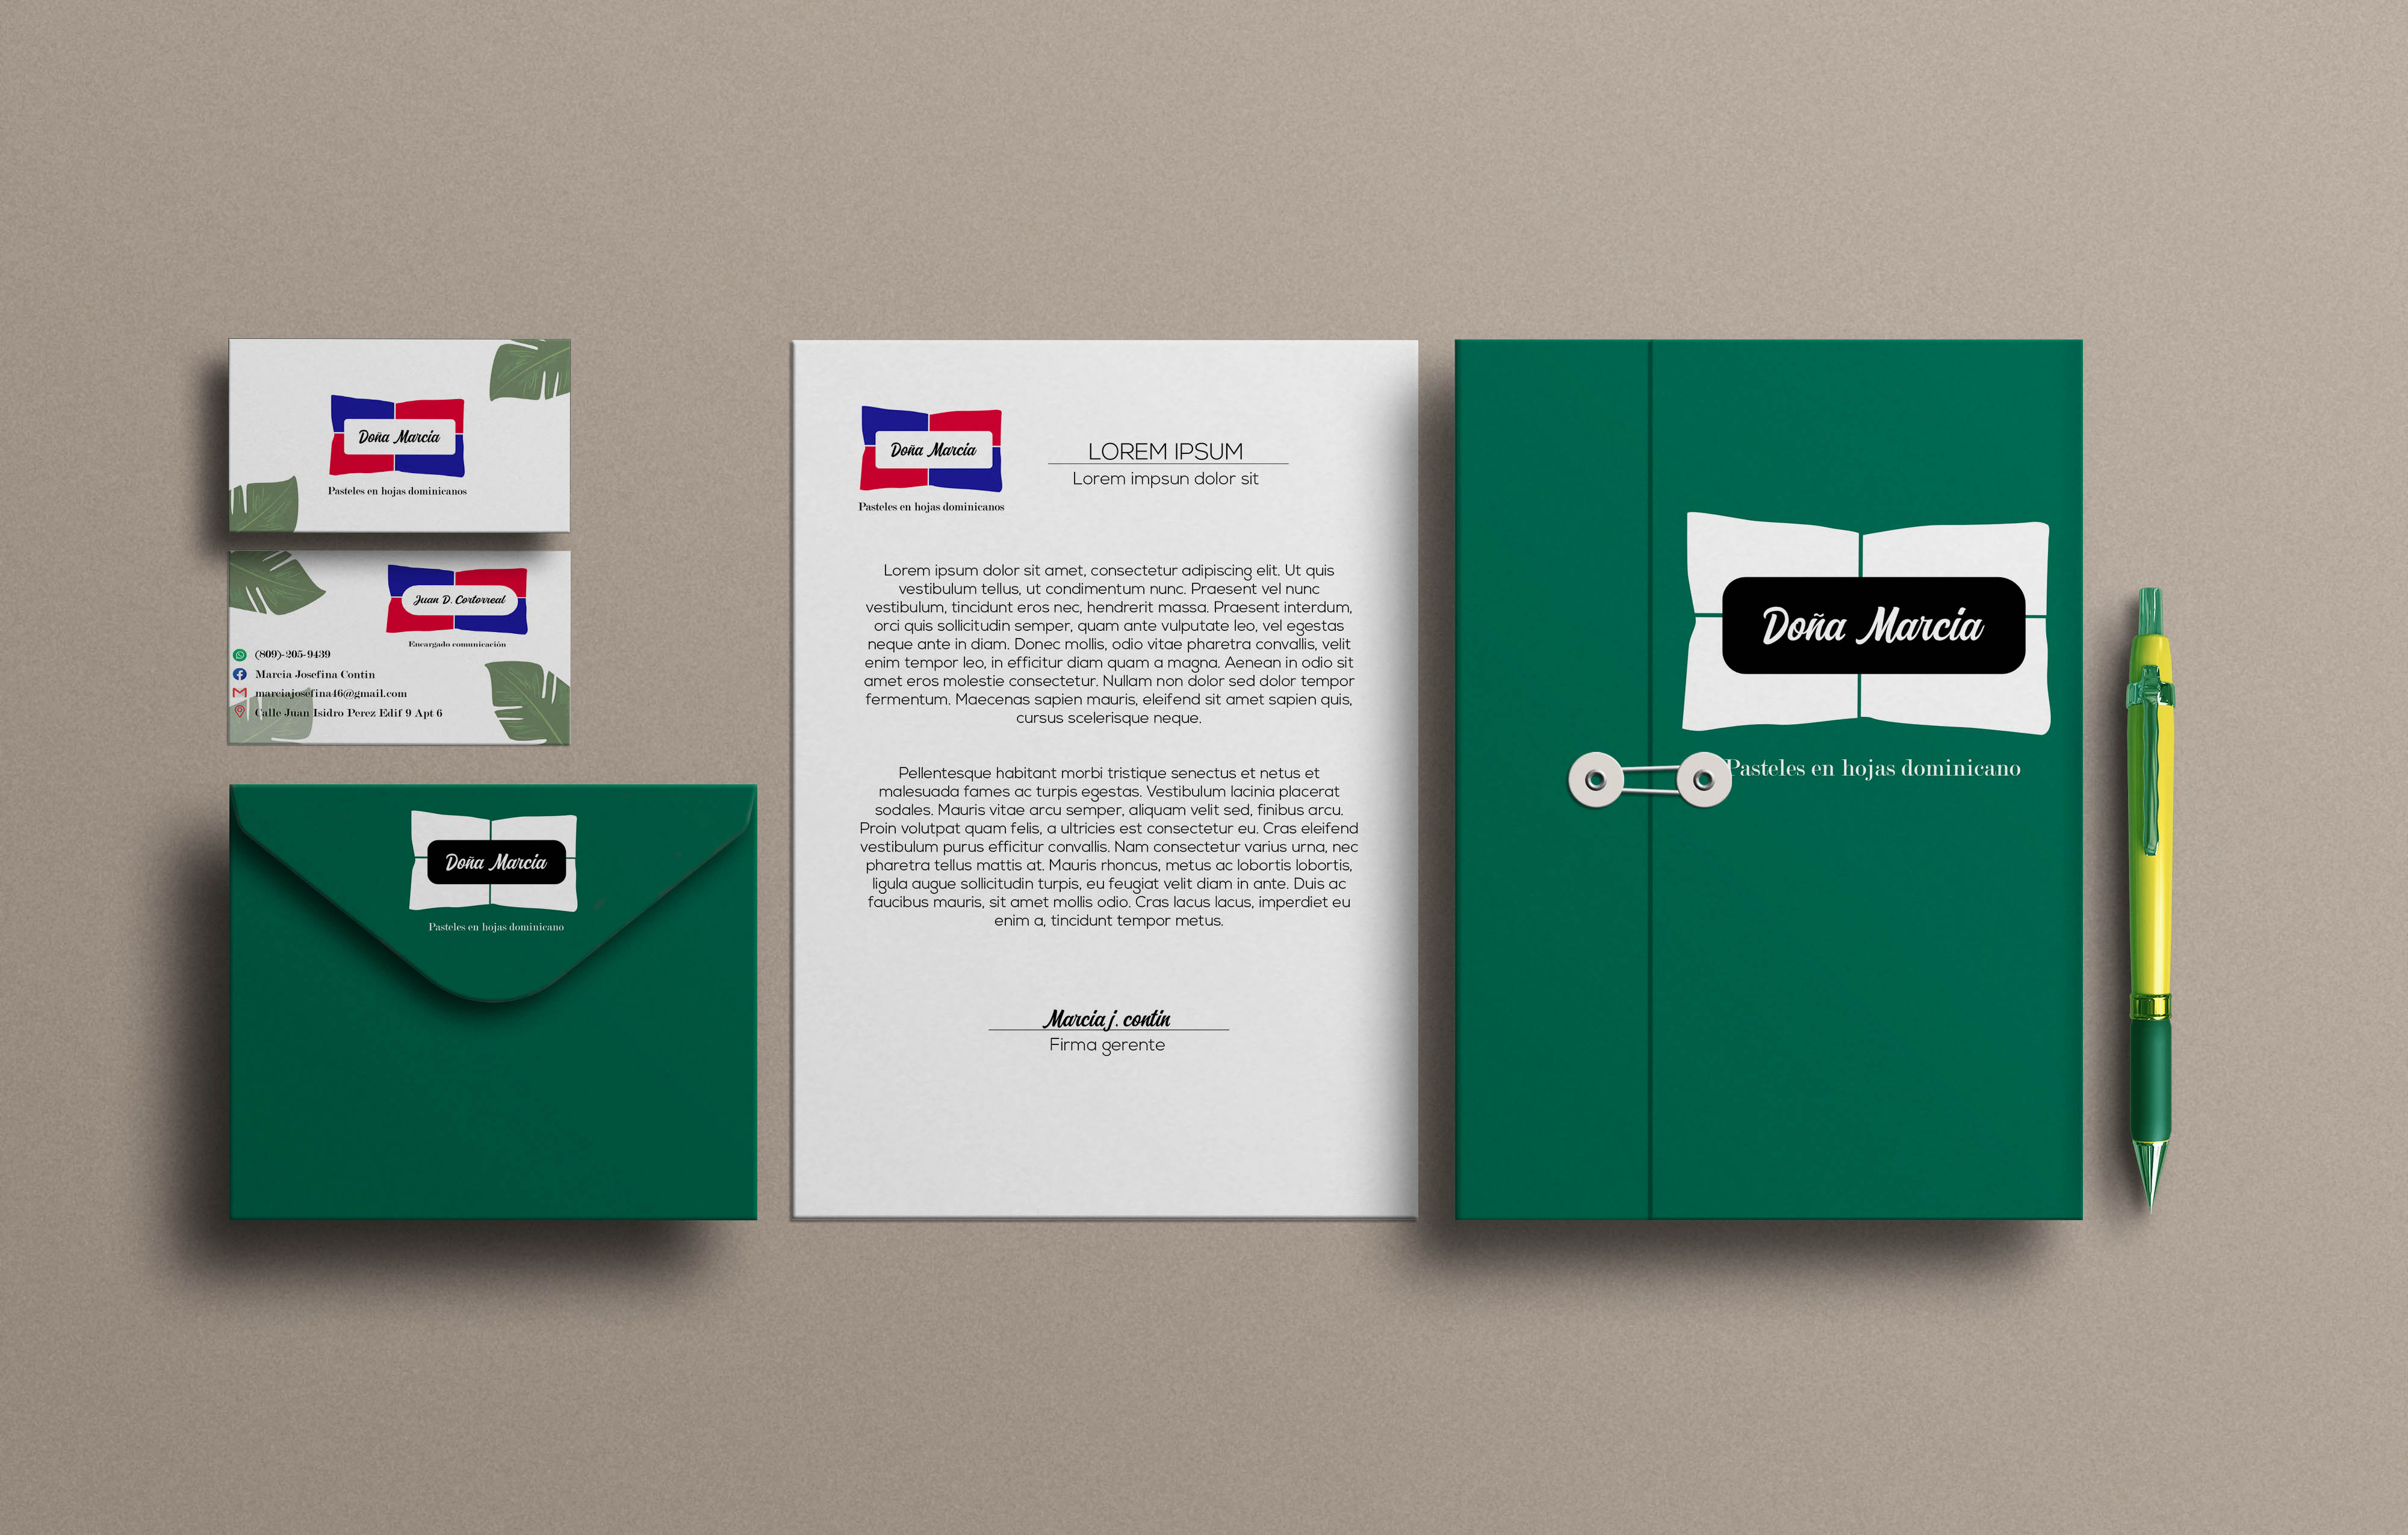 Doña Marcia
Pasteles en hojas dominicanos
Juan D. Cortorreal
Encargado comunicación
(809)-205-9439
Marcia Josefina Contin
marciajosefina46@gmail.com
Calle Juan Isidro Perez Edif 9 Apt 6
Doña Marcia
Pasteles en hojas dominicano
Doña Marcia
Pasteles en hojas dominicanos
LOREM IPSUM
Lorem impsun dolor sit
Lorem ipsum dolor sit amet, consectetur adipiscing elit. Ut quis
vestibulum tellus, ut condimentum nunc. Praesent vel nunc
vestibulum, tincidunt eros nec, hendrerit massa. Praesent interdum,
orci quis sollicitudin semper, quam ante vulputate leo, vel egestas
neque ante in diam. Donec mollis, odio vitae pharetra convallis, velit
enim tempor leo, in efficitur diam quam a magna. Aenean in odio sit
amet eros molestie consectetur. Nullam non dolor sed dolor tempor
fermentum. Maecenas sapien mauris, eleifend sit amet sapien quis,
cursus scelerisque neque.
Pellentesque habitant morbi tristique senectus et netus et
malesuada fames ac turpis egestas. Vestibulum lacinia placerat
sodales. Mauris vitae arcu semper, aliquam velit sed, finibus arcu.
Proin volutpat quam felis, a ultricies est consectetur eu. Cras eleifend
vestibulum purus efficitur convallis. Nam consectetur varius urna, nec
pharetra tellus mattis at. Mauris rhoncus, metus ac lobortis lobortis,
ligula augue sollicitudin turpis, eu feugiat velit diam in ante. Duis ac
faucibus mauris, sit amet mollis odio. Cras lacus lacus, imperdiet eu
enim a, tincidunt tempor metus.
Marcia j. contin
Firma gerente
Doña Marcia
Pasteles en hojas dominicano